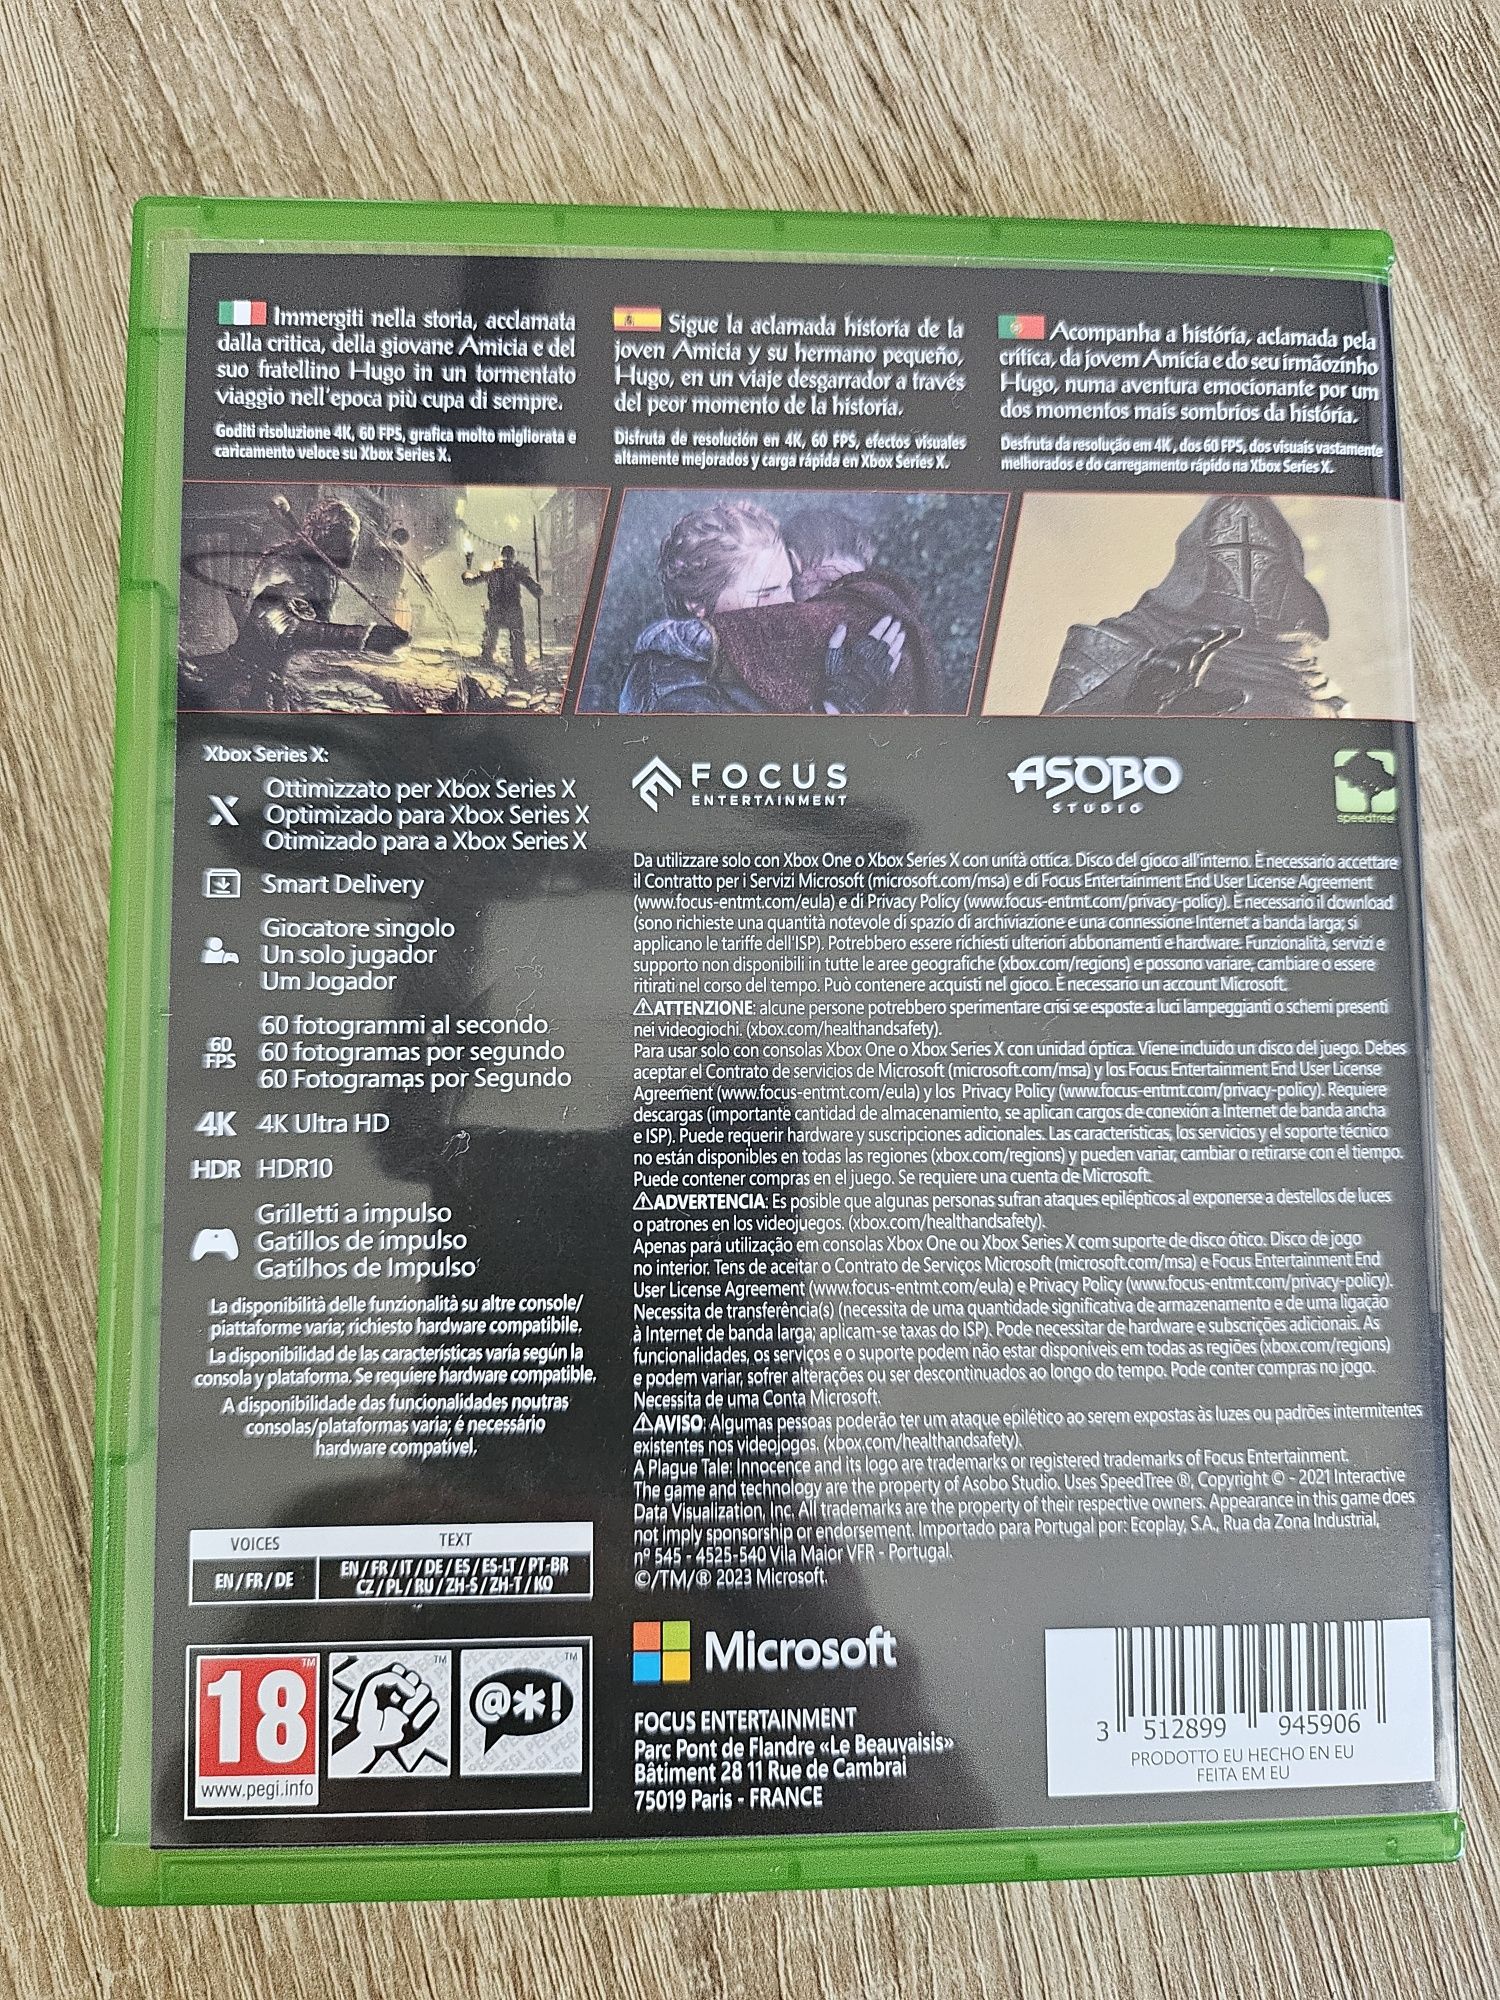 Immergiti nella storia, acclamata
dalla critica, della giovane Amicia e del
suo fratellino Hugo in un tormentato
viaggio nell'epoca più cupa di sempre.
Goditi risoluzione 4K, 60 FPS, grafica molto migliorata e
caricamento veloce su Xbox Series X.
Sigue la aclamada historia de la
joven Amicia y su hermano pequeño,
Hugo, en un viaje desgarrador a través
del peor momento de la historia.
Disfruta de resolución en 4K, 60 FPS, efectos visuales
altamente mejorados y carga rápida en Xbox Series X.
Acompanha a história, aclamada pela
crítica, da jovem Amicia e do seu irmãozinho
Hugo, numa aventura emocionante por um
dos momentos mais sombrios da história.
Desfruta da resolução em 4K, dos 60 FPS, dos visuais vastamente
melhorados e do carregamento rápido na Xbox Series X.
Xbox Series X:
Ottimizzato per Xbox Series X
Optimizado para Xbox Series X
Otimizado para a Xbox Series X
Smart Delivery
Giocatore singolo
Un solo jugador
Um Jogador
60 FPS
60 fotogrammi al secondo
60 fotogramas por segundo
60 Fotogramas por Segundo
4K 4K Ultra HD
HDR HDR10
Grilletti a impulso
Gatillos de impulso
Gatilhos de Impulso
La disponibilità delle funzionalità su altre console/
piattaforme varia; richiesto hardware compatibile.
La disponibilidad de las características varía según la
consola y plataforma. Se requiere hardware compatible.
A disponibilidade das funcionalidades noutras
consolas/plataformas varia; é necessário
hardware compatível.
VOICES TEXT
EN/FR/DE
EN/FR/IT/DE/ES/ES-LT/PT-BR
CZ/PL/RU/ZH-S/ZH-T/KO
18 TM
www.pegi.info
TM
@*!
TM
FOCUS
ENTERTAINMENT
ASOBO
STUDIO
speedtree
Da utilizzare solo con Xbox One o Xbox Series X con unità ottica. Disco del gioco all'interno. È necessario accettare
il Contratto per i Servizi Microsoft (microsoft.com/msa) e di Focus Entertainment End User License Agreement
(www.focus-entmt.com/eula) e di Privacy Policy (www.focus-entmt.com/privacy-policy). È necessario il download
(sono richieste una quantità notevole di spazio di archiviazione e una connessione Internet a banda larga; si
applicano le tariffe dell'ISP). Potrebbero essere richiesti ulteriori abbonamenti e hardware. Funzionalità, servizi e
supporto non disponibili in tutte le aree geografiche (xbox.com/regions) e possono variare, cambiare o essere
ritirati nel corso del tempo. Può contenere acquisti nel gioco. È necessario un account Microsoft.
⚠ATTENZIONE: alcune persone potrebbero sperimentare crisi se esposte a luci lampeggianti o schemi presenti
nei videogiochi. (xbox.com/healthandsafety).
Para usar solo con consolas Xbox One o Xbox Series X con unidad óptica. Viene incluido un disco del juego. Debes
aceptar el Contrato de servicios de Microsoft (microsoft.com/msa) y los Focus Entertainment End User License
Agreement (www.focus-entmt.com/eula) y los Privacy Policy (www.focus-entmt.com/privacy-policy). Requiere
descargas (importante cantidad de almacenamiento, se aplican cargos de conexión a Internet de banda ancha
e ISP). Puede requerir hardware y suscripciones adicionales. Las características, los servicios y el soporte técnico
no están disponibles en todas las regiones (xbox.com/regions) y pueden variar, cambiar o retirarse con el tiempo.
Puede contener compras en el juego. Se requiere una cuenta de Microsoft.
⚠ADVERTENCIA: Es posible que algunas personas sufran ataques epilépticos al exponerse a destellos de luces
o patrones en los videojuegos. (xbox.com/healthandsafety).
Apenas para utilização em consolas Xbox One ou Xbox Series X com suporte de disco ótico. Disco de jogo
no interior. Tens de aceitar o Contrato de Serviços Microsoft (microsoft.com/msa) e Focus Entertainment End
User License Agreement (www.focus-entmt.com/eula) e Privacy Policy (www.focus-entmt.com/privacy-policy).
Necessita de transferência(s) (necessita de uma quantidade significativa de armazenamento e de uma ligação
à Internet de banda larga; aplicam-se taxas do ISP). Pode necessitar de hardware e subscrições adicionais. As
funcionalidades, os serviços e o suporte podem não estar disponíveis em todas as regiões (xbox.com/regions)
e podem variar, sofrer alterações ou ser descontinuados ao longo do tempo. Pode conter compras no jogo.
Necessita de uma Conta Microsoft.
⚠AVISO: Algumas pessoas poderão ter um ataque epilético ao serem expostas às luzes ou padrões intermitentes
existentes nos videojogos. (xbox.com/healthandsafety).
A Plague Tale: Innocence and its logo are trademarks or registered trademarks of Focus Entertainment.
The game and technology are the property of Asobo Studio. Uses SpeedTree ®, Copyright © - 2021 Interactive
Data Visualization, Inc. All trademarks are the property of their respective owners. Appearance in this game does
not imply sponsorship or endorsement. Importado para Portugal por: Ecoplay, S.A., Rua da Zona Industrial,
nº 545 - 4525-540 Vila Maior VFR - Portugal.
©/TM/® 2023 Microsoft.
Microsoft
FOCUS ENTERTAINMENT
Parc Pont de Flandre «Le Beauvaisis»
Bâtiment 28 11 Rue de Cambrai
75019 Paris - FRANCE
3 512899 945906
PRODOTTO EU HECHO EN EU
FEITA EM EU